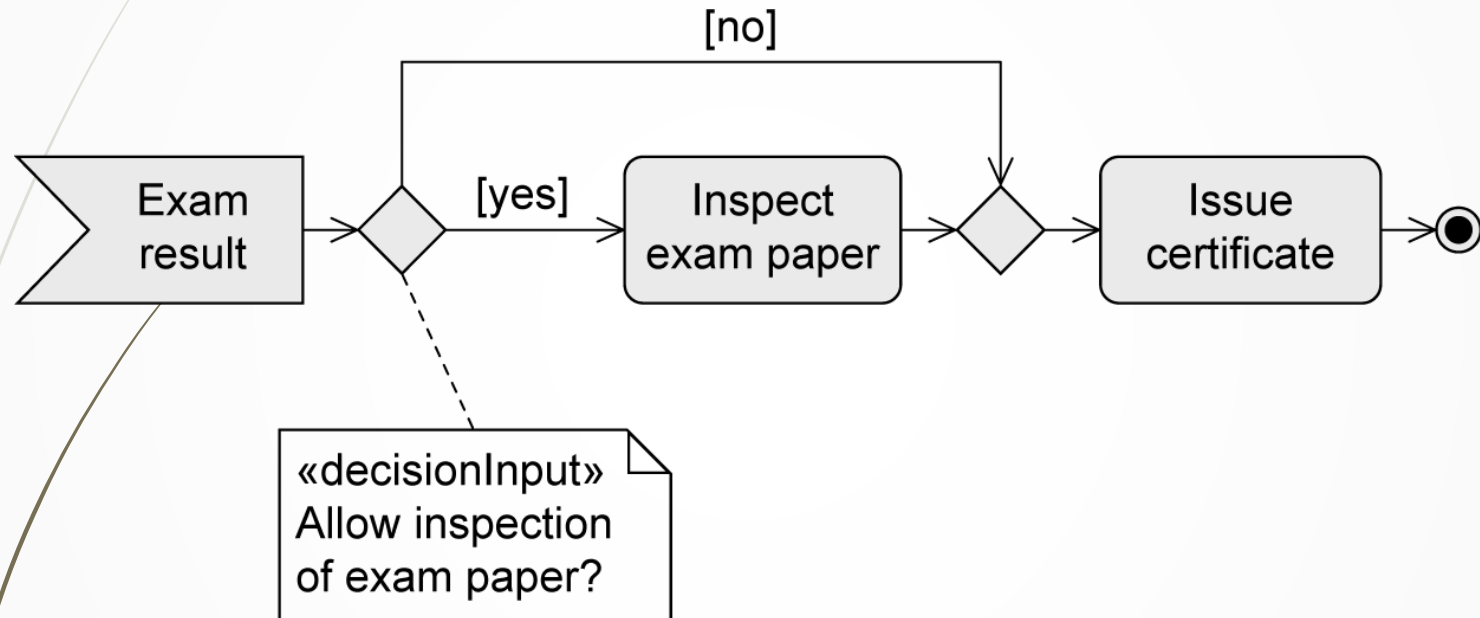 [no]
Exam
result
[yes]
Inspect
exam paper
Issue
certificate
«decisionInput»
Allow inspection
of exam paper?